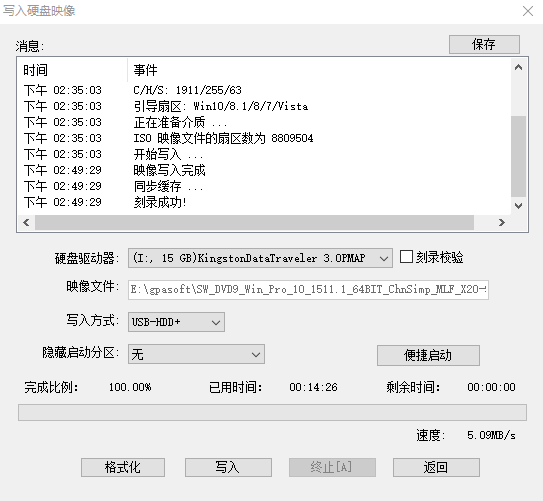 写入硬盘映像
消息:
保存
时间 事件
下午 02:35:03 C/H/S: 1911/255/63
下午 02:35:03 引导扇区: Win10/8.1/8/7/Vista
下午 02:35:03 正在准备介质 ...
下午 02:35:03 ISO 映像文件的扇区数为 8809504
下午 02:35:03 开始写入 ...
下午 02:49:29 映像写入完成
下午 02:49:29 同步缓存 ...
下午 02:49:29 刻录成功!
硬盘驱动器: (I:, 15 GB)KingstonDataTraveler 3.0PMAP 刻录校验
映像文件: E:\gpasoft\SW_DVD9_Win_Pro_10_1511.1_64BIT_ChnSimp_MLF_X20-
写入方式: USB-HDD+
隐藏启动分区: 无 便捷启动
完成比例: 100.00% 已用时间: 00:14:26 剩余时间: 00:00:00
速度: 5.09MB/s
格式化 写入 终止[A] 返回